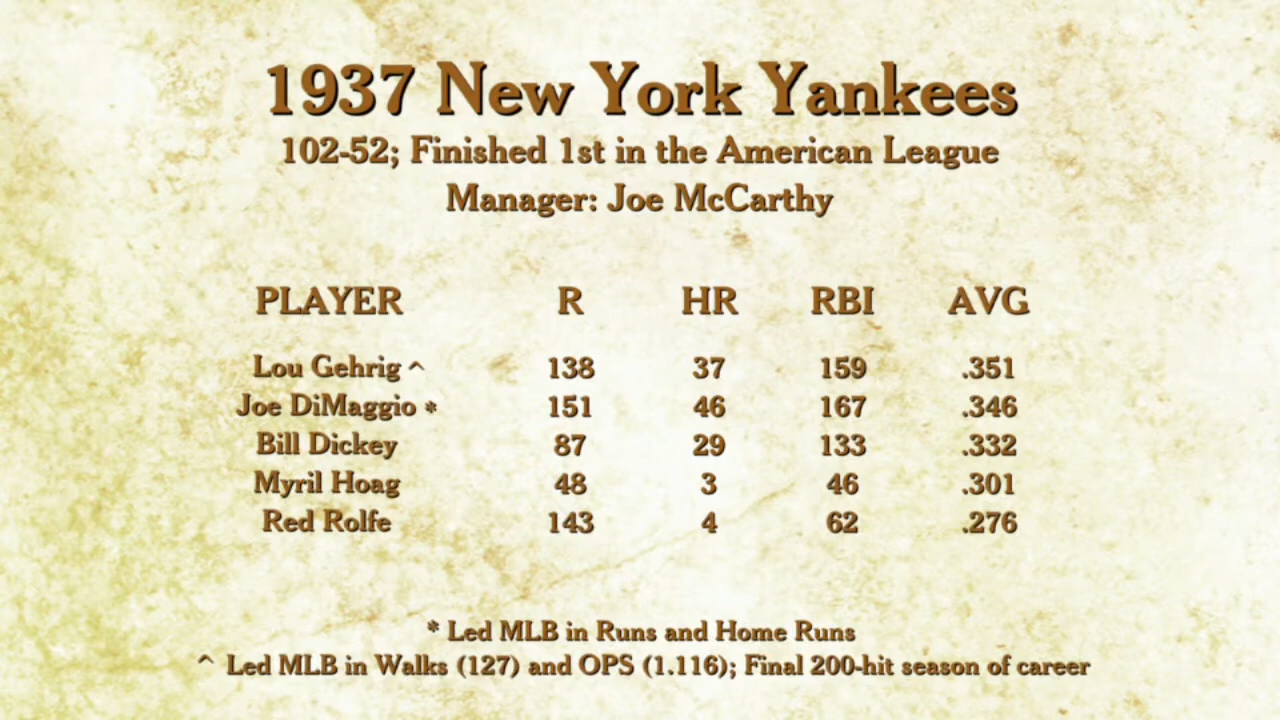 1937 New York Yankees
102-52; Finished 1st in the American League
Manager: Joe McCarthy
PLAYER R HR RBI AVG
Lou Gehrig ^ 138 37 159 .351
Joe DiMaggio * 151 46 167 .346
Bill Dickey 87 29 133 .332
Myril Hoag 48 3 46 .301
Red Rolfe 143 4 62 .276
* Led MLB in Runs and Home Runs
^ Led MLB in Walks (127) and OPS (1.116); Final 200-hit season of career